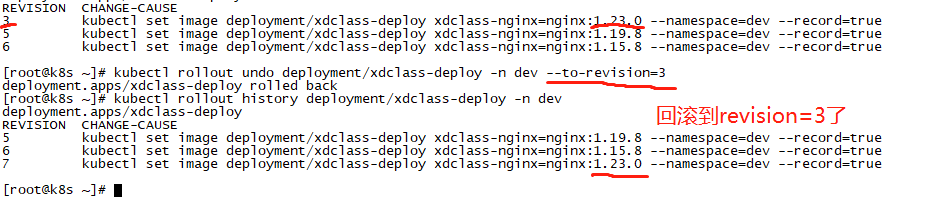 REVISION  CHANGE-CAUSE
3         kubectl set image deployment/xdclass-deploy xdclass-nginx=nginx:1.23.0 --namespace=dev --record=true
5         kubectl set image deployment/xdclass-deploy xdclass-nginx=nginx:1.19.8 --namespace=dev --record=true
6         kubectl set image deployment/xdclass-deploy xdclass-nginx=nginx:1.15.8 --namespace=dev --record=true
[root@k8s ~]# kubectl rollout undo deployment/xdclass-deploy -n dev --to-revision=3
deployment.apps/xdclass-deploy rolled back
[root@k8s ~]# kubectl rollout history deployment/xdclass-deploy -n dev
deployment.apps/xdclass-deploy
回滚到revision=3了
REVISION  CHANGE-CAUSE
5         kubectl set image deployment/xdclass-deploy xdclass-nginx=nginx:1.19.8 --namespace=dev --record=true
6         kubectl set image deployment/xdclass-deploy xdclass-nginx=nginx:1.15.8 --namespace=dev --record=true
7         kubectl set image deployment/xdclass-deploy xdclass-nginx=nginx:1.23.0 --namespace=dev --record=true
[root@k8s ~]#